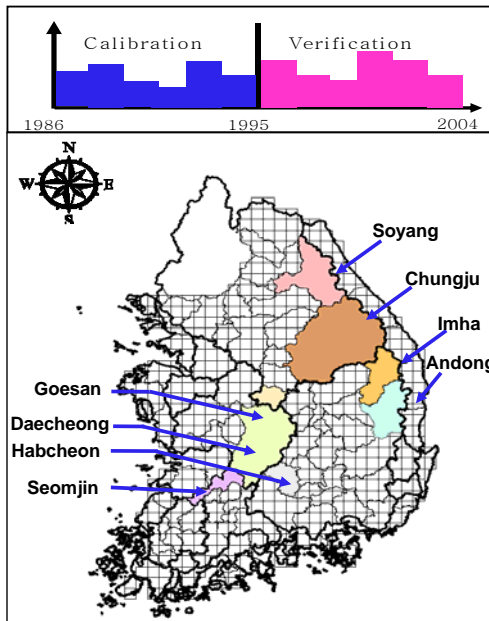 Calibration Verification
1986 1995 2004
N
W E
S
Soyang
Chungju
Imha
Andong
Goesan
Daecheong
Habcheon
Seomjin